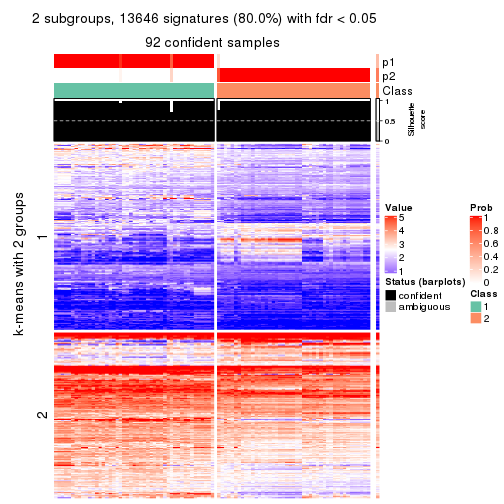 2 subgroups, 13646 signatures (80.0%) with fdr < 0.05
92 confident samples
p1
p2
Class
1
0.5
0
Silhouette
score
k-means with 2 groups
1
2
Value
5
4
3
2
1
Status (barplots)
confident
ambiguous
Prob
1
0.8
0.6
0.4
0.2
0
Class
1
2